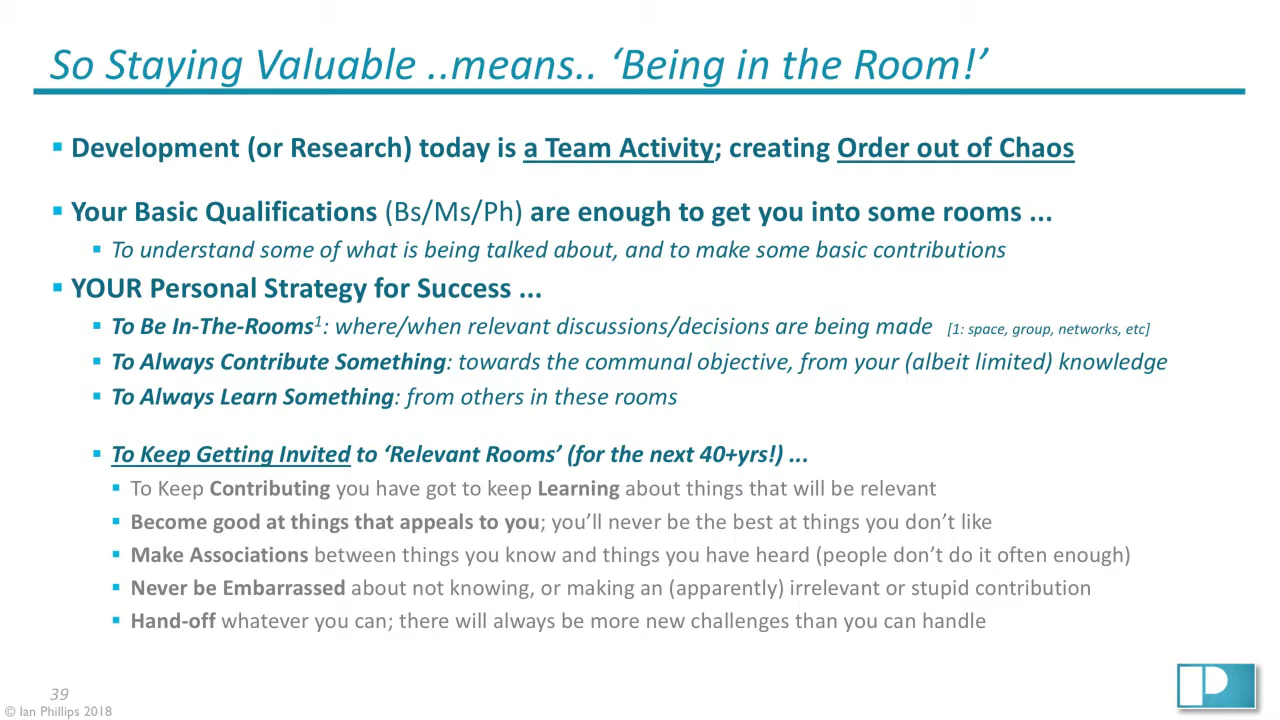 So Staying Valuable ..means.. ‘Being in the Room!’
▪ Development (or Research) today is a Team Activity; creating Order out of Chaos
▪ Your Basic Qualifications (Bs/Ms/Ph) are enough to get you into some rooms ...
▪ To understand some of what is being talked about, and to make some basic contributions
▪ YOUR Personal Strategy for Success ...
▪ To Be In-The-Rooms1: where/when relevant discussions/decisions are being made [1: space, group, networks, etc]
▪ To Always Contribute Something: towards the communal objective, from your (albeit limited) knowledge
▪ To Always Learn Something: from others in these rooms
▪ To Keep Getting Invited to ‘Relevant Rooms’ (for the next 40+yrs!) ...
▪ To Keep Contributing you have got to keep Learning about things that will be relevant
▪ Become good at things that appeals to you; you’ll never be the best at things you don’t like
▪ Make Associations between things you know and things you have heard (people don’t do it often enough)
▪ Never be Embarrassed about not knowing, or making an (apparently) irrelevant or stupid contribution
▪ Hand-off whatever you can; there will always be more new challenges than you can handle
39
© Ian Phillips 2018
P